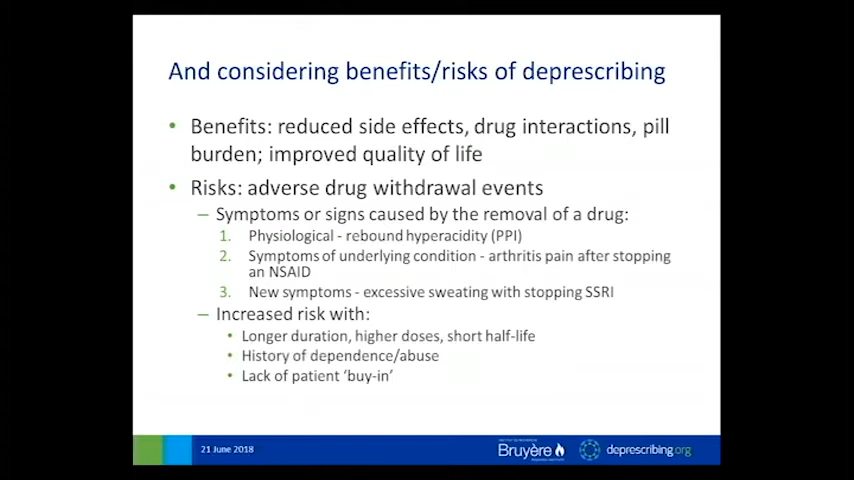 And considering benefits/risks of deprescribing
• Benefits: reduced side effects, drug interactions, pill
burden; improved quality of life
• Risks: adverse drug withdrawal events
– Symptoms or signs caused by the removal of a drug:
1. Physiological - rebound hyperacidity (PPI)
2. Symptoms of underlying condition - arthritis pain after stopping
an NSAID
3. New symptoms - excessive sweating with stopping SSRI
– Increased risk with:
• Longer duration, higher doses, short half-life
• History of dependence/abuse
• Lack of patient ‘buy-in’
21 June 2018
Bruyère
deprescribing.org